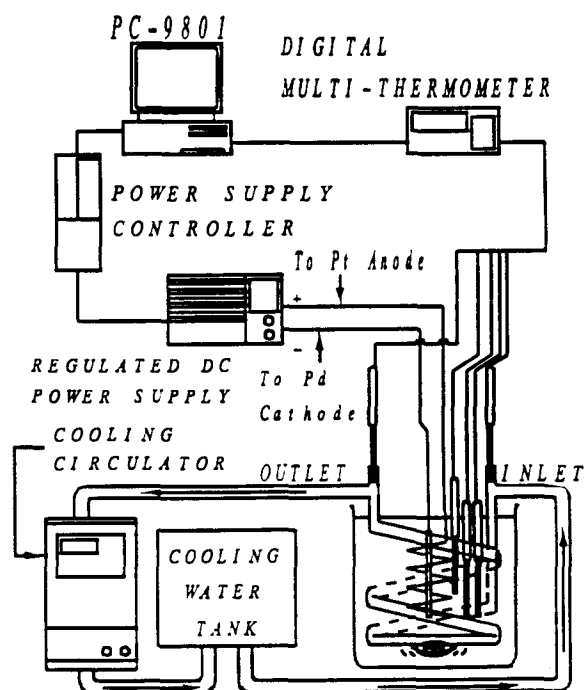 PC-9801
DIGITAL
MULTI-THERMOMETER
POWER SUPPLY
CONTROLLER
To Pt Anode
+
-
To Pd
Cathode
REGULATED DC
POWER SUPPLY
COOLING
CIRCULATOR
OUTLET
INLET
COOLING
WATER
TANK